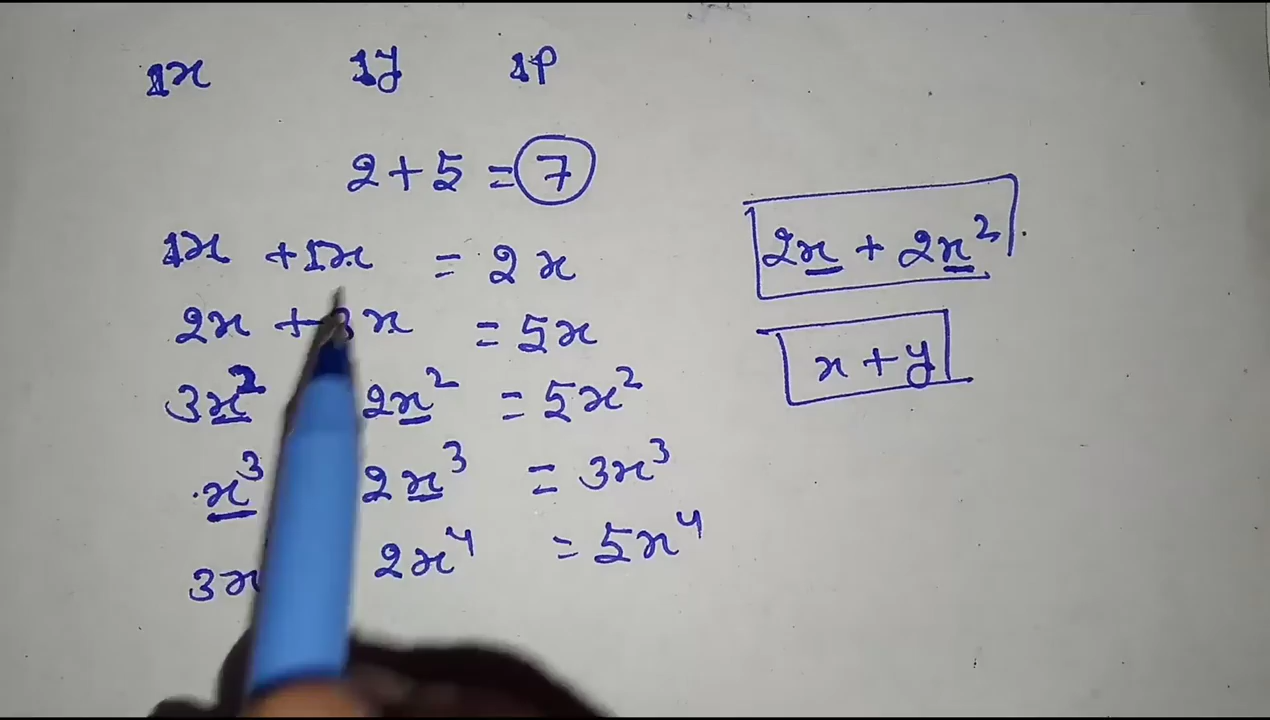 1x 1y 1p
2 + 5 = 7
1x + 1x = 2x
2x + 3x = 5x
3x² 2x² = 5x²
x³ 2x³ = 3x³
3x 2x⁴ = 5x⁴
2x + 2x²
x + y